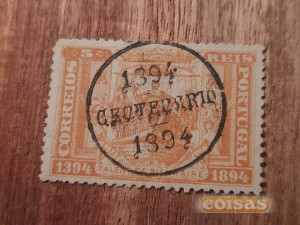 5 REIS
CORREIOS
PORTUGAL
1394
CENTENARIO
1894
1394 1894
coisas